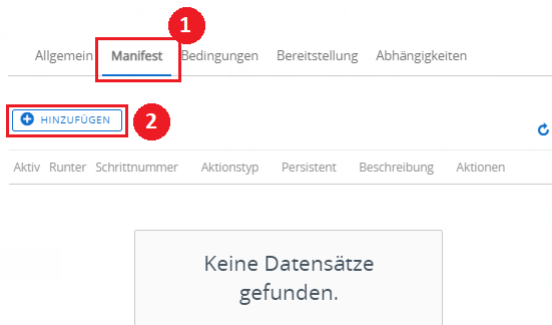 1
Allgemein Manifest Bedingungen Bereitstellung Abhängigkeiten
HINZUFÜGEN 2
Aktiv Runter Schrittnummer Aktionstyp Persistent Beschreibung Aktionen
Keine Datensätze
gefunden.